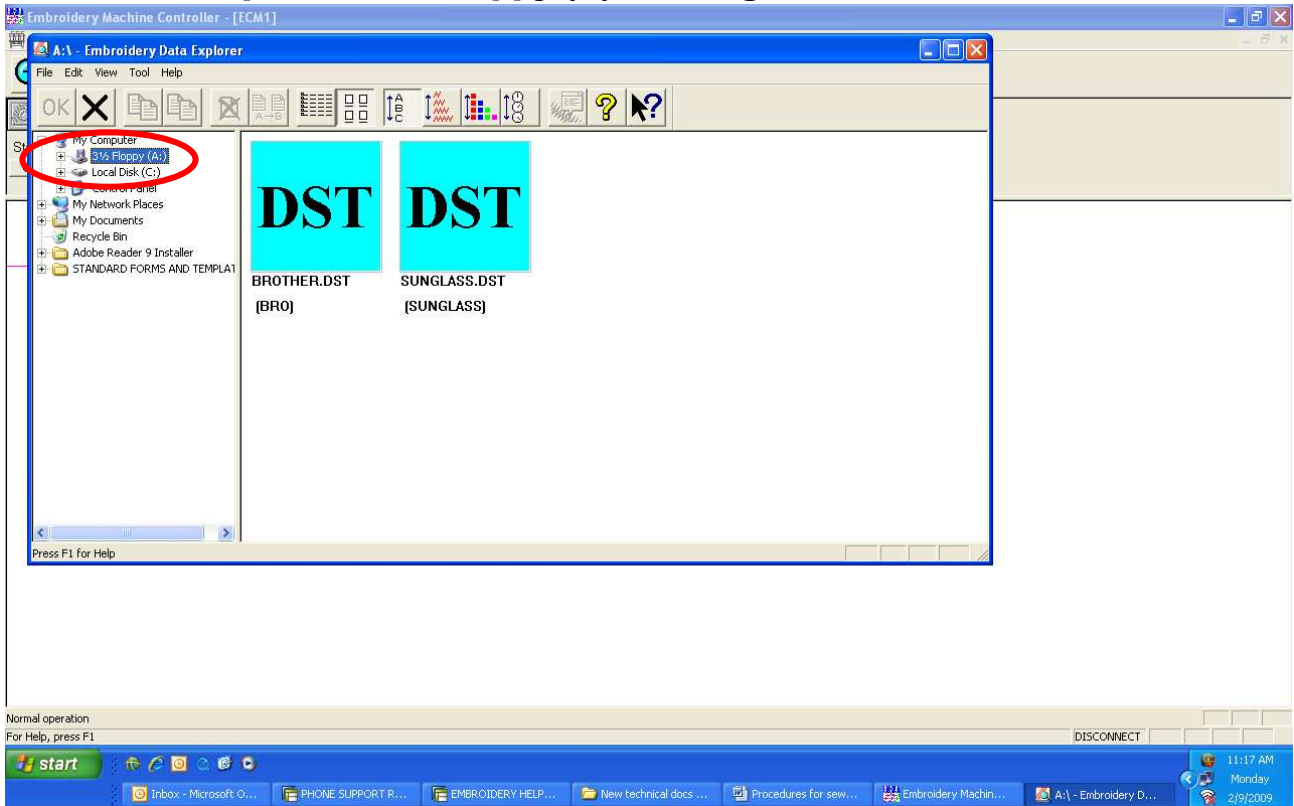 Embroidery Machine Controller - [ECM1]
A:\ - Embroidery Data Explorer
File Edit View Tool Help
OK
A→B
A
B
C
My Computer
3½ Floppy (A:)
Local Disk (C:)
Control Panel
My Network Places
My Documents
Recycle Bin
Adobe Reader 9 Installer
STANDARD FORMS AND TEMPLAT
DST
DST
BROTHER.DST
SUNGLASS.DST
(BRO)
(SUNGLASS)
Press F1 for Help
Normal operation
For Help, press F1
DISCONNECT
start
11:17 AM
Monday
2/9/2009
Inbox - Microsoft O...
PHONE SUPPORT R...
EMBROIDERY HELP...
New technical docs ...
Procedures for sew...
Embroidery Machin...
A:\ - Embroidery D...